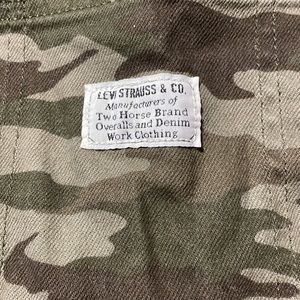 LEVI STRAUSS & CO.
Manufacturers of
Two Horse Brand
Overalls and Denim
Work Clothing